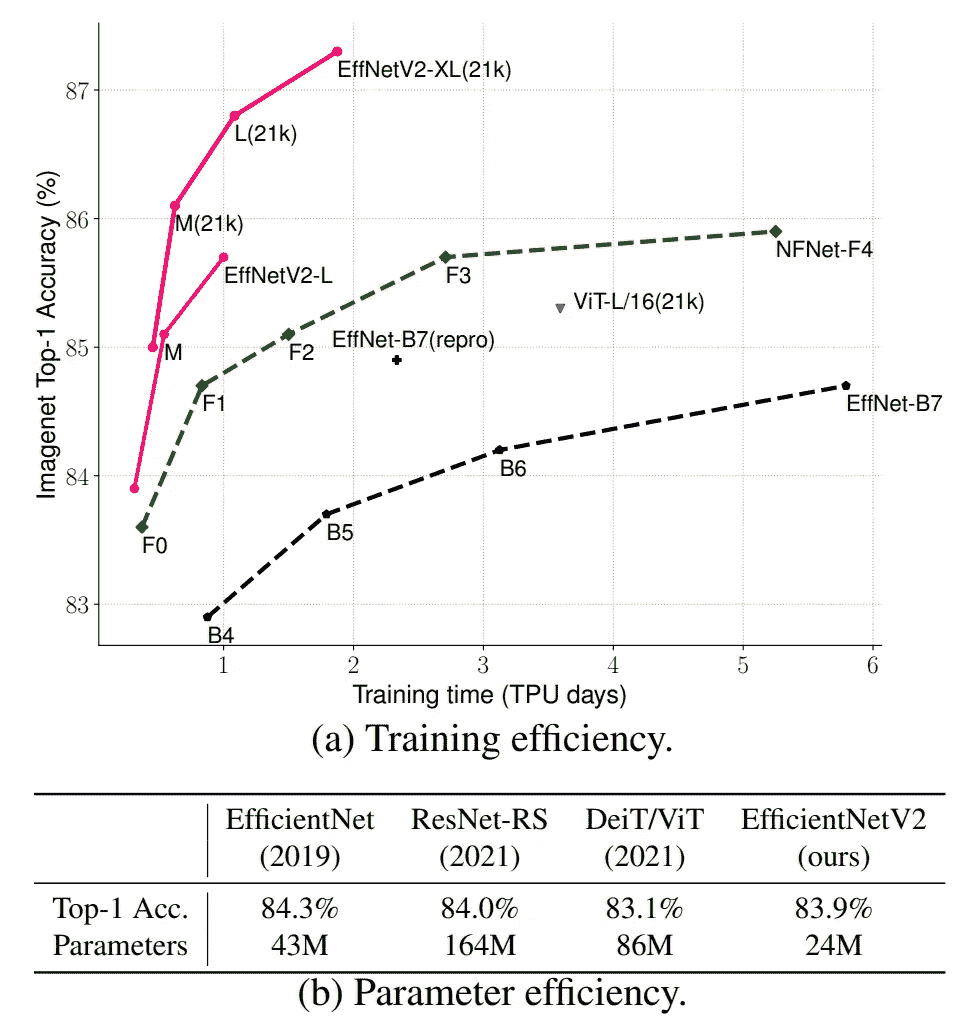 87
86
85
84
83
Imagenet Top-1 Accuracy (%)
EffNetV2-XL(21k)
L(21k)
M(21k)
EffNetV2-L
M
NFNet-F4
F3
ViT-L/16(21k)
EffNet-B7(repro)
F2
F1
EffNet-B7
B6
B5
F0
B4
1 2 3 4 5 6
Training time (TPU days)
(a) Training efficiency.
EfficientNet ResNet-RS DeiT/ViT EfficientNetV2
(2019) (2021) (2021) (ours)
Top-1 Acc. 84.3% 84.0% 83.1% 83.9%
Parameters 43M 164M 86M 24M
(b) Parameter efficiency.